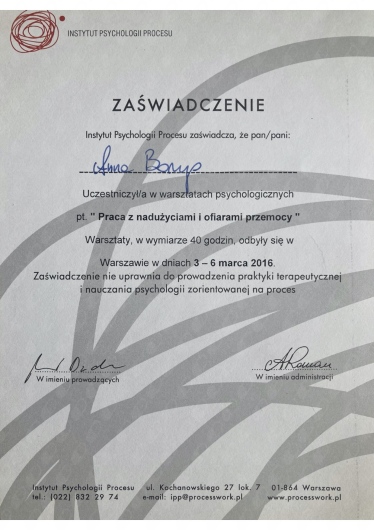 INSTYTUT PSYCHOLOGII PROCESU
ZAŚWIADCZENIE
Instytut Psychologii Procesu zaświadcza, że pan/pani:
Anna
Uczestniczył/a w warsztatach psychologicznych
pt. " Praca z nadużyciami i ofiarami przemocy "
Warsztaty, w wymiarze 40 godzin, odbyły się w
Warszawie w dniach 3 – 6 marca 2016.
Zaświadczenie nie uprawnia do prowadzenia praktyki terapeutycznej
i nauczania psychologii zorientowanej na proces
W imieniu prowadzących
W imieniu administracji
Instytut Psychologii Procesu ul. Kochanowskiego 27 lok. 7 01-864 Warszawa
tel.: (022) 832 29 74 e-mail: ipp@processwork.pl www.processwork.pl